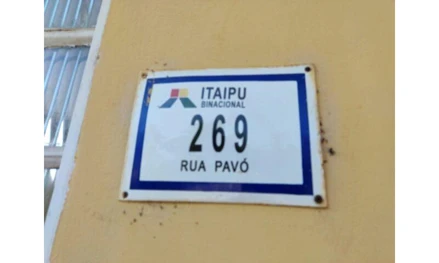 ITAIPU
BINACIONAL
269
RUA PAVÓ